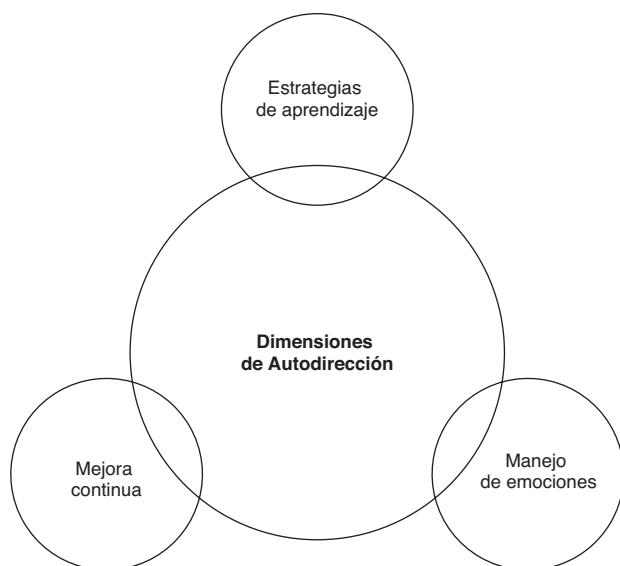 Estrategias
de aprendizaje
Dimensiones
de Autodirección
Mejora
continua
Manejo
de emociones